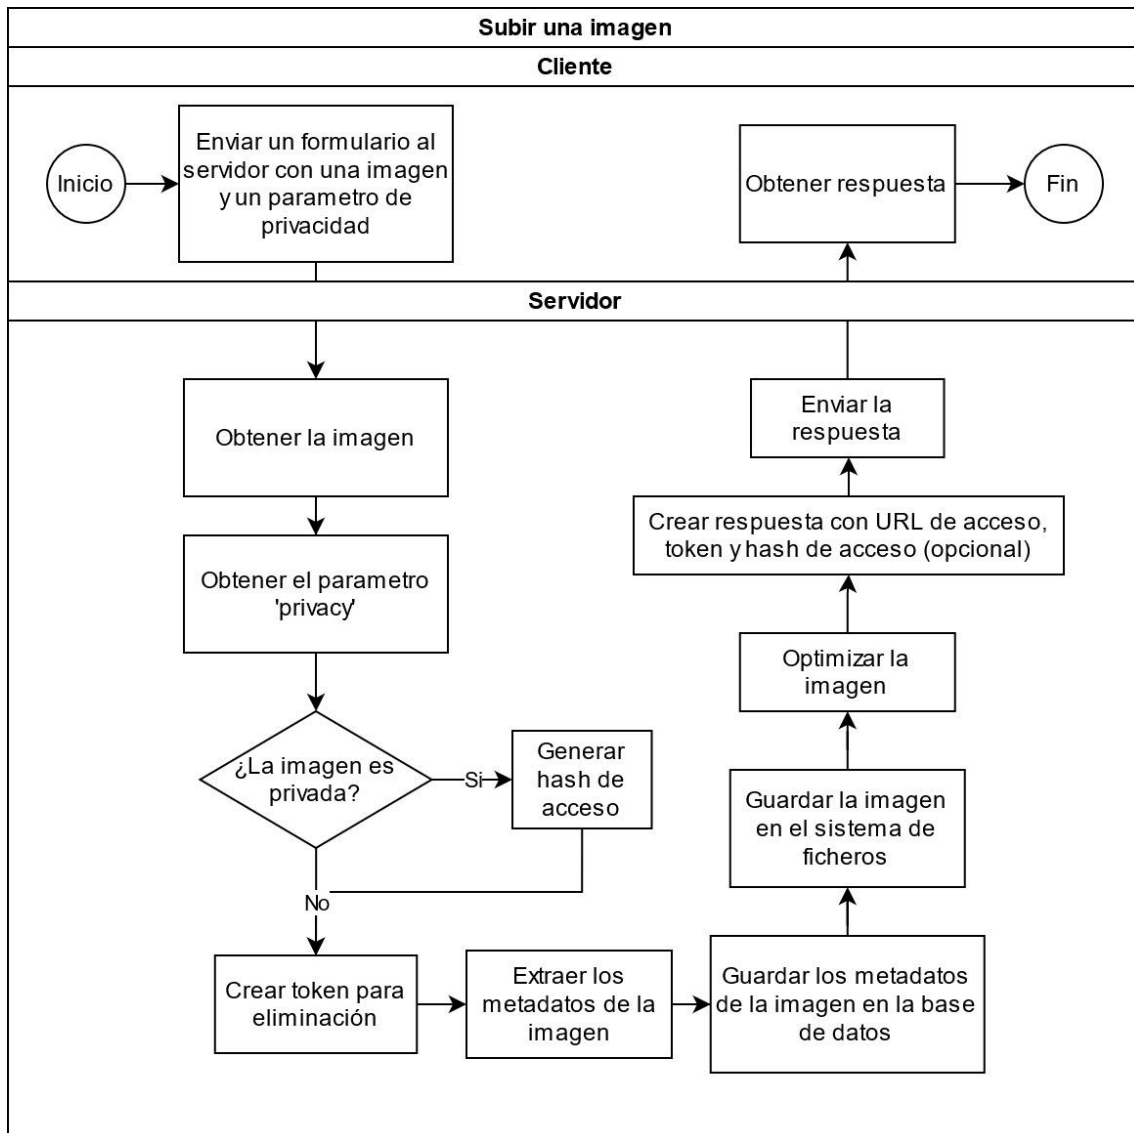 Subir una imagen
Cliente
Inicio
Enviar un formulario al
servidor con una imagen
y un parametro de
privacidad
Obtener respuesta
Fin
Servidor
Obtener la imagen
Obtener el parametro
'privacy'
¿La imagen es
privada?
Si
Generar
hash de
acceso
No
Crear token para
eliminación
Extraer los
metadatos de la
imagen
Guardar los metadatos
de la imagen en la base
de datos
Guardar la imagen
en el sistema de
ficheros
Optimizar la
imagen
Crear respuesta con URL de acceso,
token y hash de acceso (opcional)
Enviar la
respuesta